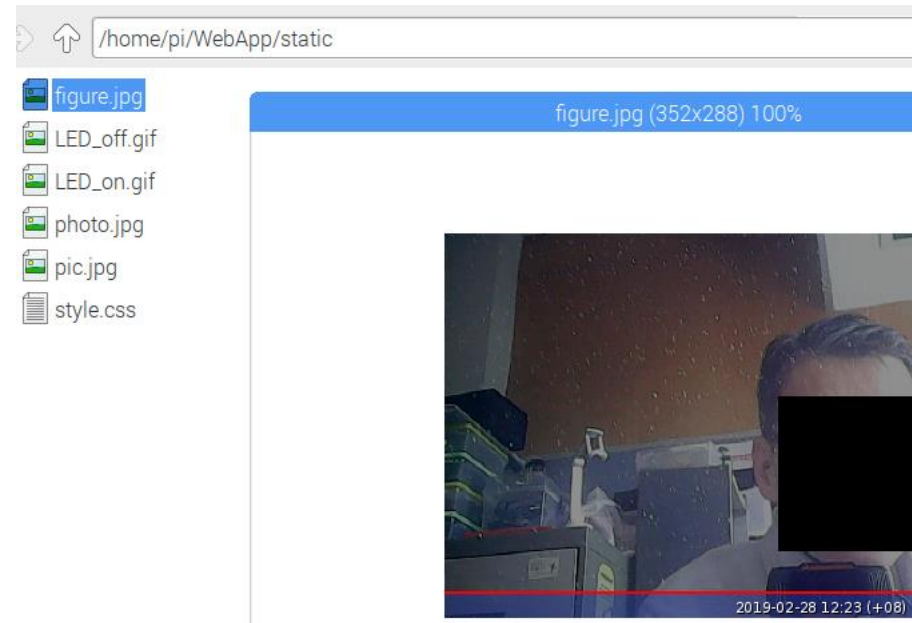 /home/pi/WebApp/static
figure.jpg
LED_off.gif
LED_on.gif
photo.jpg
pic.jpg
style.css
figure.jpg (352x288) 100%
2019-02-28 12:23 (+08)